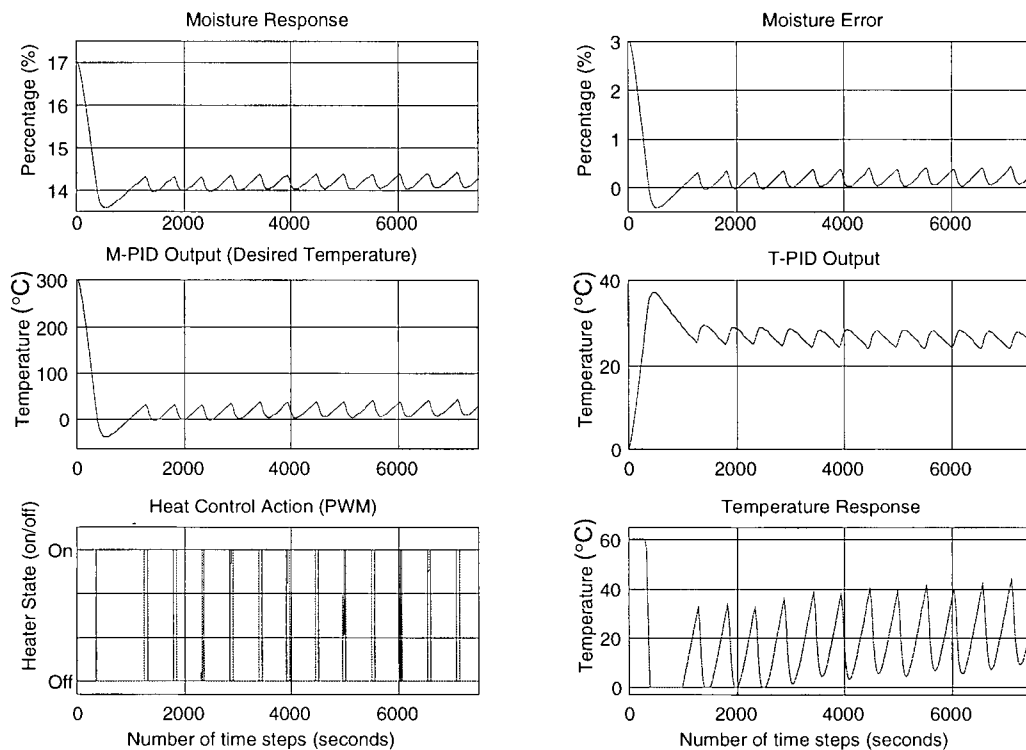 Moisture Response
Percentage (%)
17
16
15
14
0 2000 4000 6000
Moisture Error
Percentage (%)
3
2
1
0
0 2000 4000 6000
M-PID Output (Desired Temperature)
Temperature (°C)
300
200
100
0
0 2000 4000 6000
T-PID Output
Temperature (°C)
40
20
0
0 2000 4000 6000
Heat Control Action (PWM)
Heater State (on/off)
On
Off
0 2000 4000 6000
Number of time steps (seconds)
Temperature Response
Temperature (°C)
60
40
20
0
0 2000 4000 6000
Number of time steps (seconds)